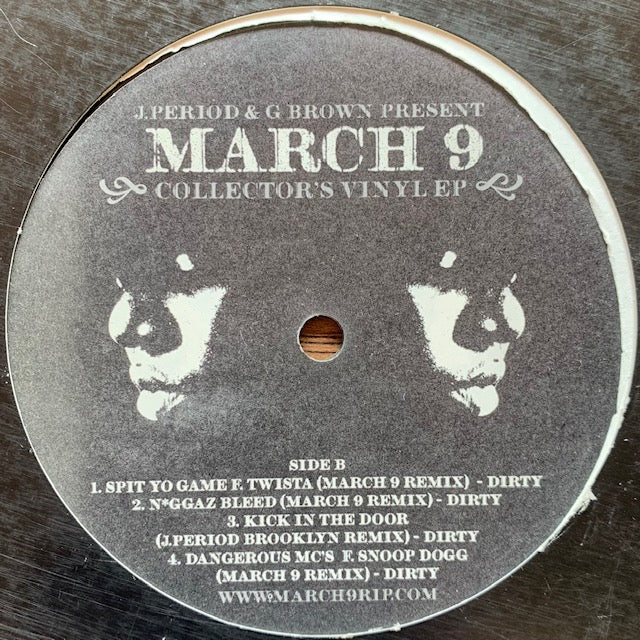 J.PERIOD & G BROWN PRESENT
MARCH 9
COLLECTOR'S VINYL EP
SIDE B
1. SPIT YO GAME F. TWISTA (MARCH 9 REMIX) - DIRTY
2. N*GGAZ BLEED (MARCH 9 REMIX) - DIRTY
3. KICK IN THE DOOR
(J.PERIOD BROOKLYN REMIX) - DIRTY
4. DANGEROUS MC'S F. SNOOP DOGG
(MARCH 9 REMIX) - DIRTY
WWW.MARCH9RIP.COM